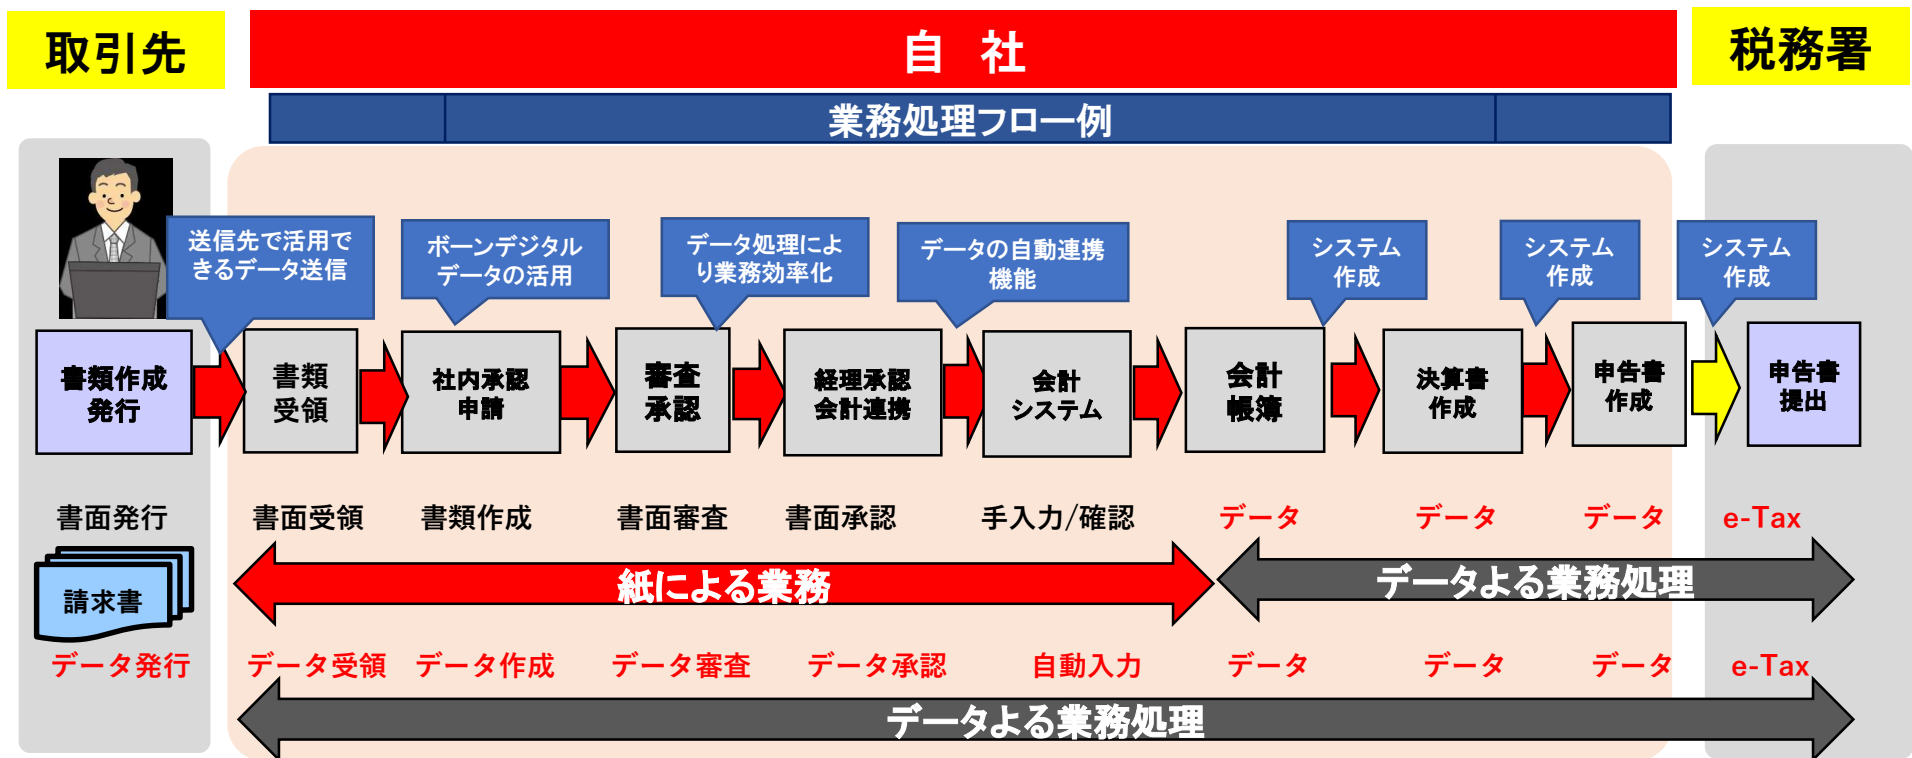 取引先
自 社
税務署
業務処理フロー例
送信先で活用で
きるデータ送信
ボーンデジタル
データの活用
データ処理によ
り業務効率化
データの自動連携
機能
システム
作成
システム
作成
システム
作成
書類作成
発行
書類
受領
社内承認
申請
審査
承認
経理承認
会計連携
会計
システム
会計
帳簿
決算書
作成
申告書
作成
申告書
提出
書面発行
書面受領
書類作成
書面審査
書面承認
手入力/確認
データ
データ
データ
e-Tax
請求書
紙による業務
データよる業務処理
データ発行
データ受領
データ作成
データ審査
データ承認
自動入力
データ
データ
データ
e-Tax
データよる業務処理